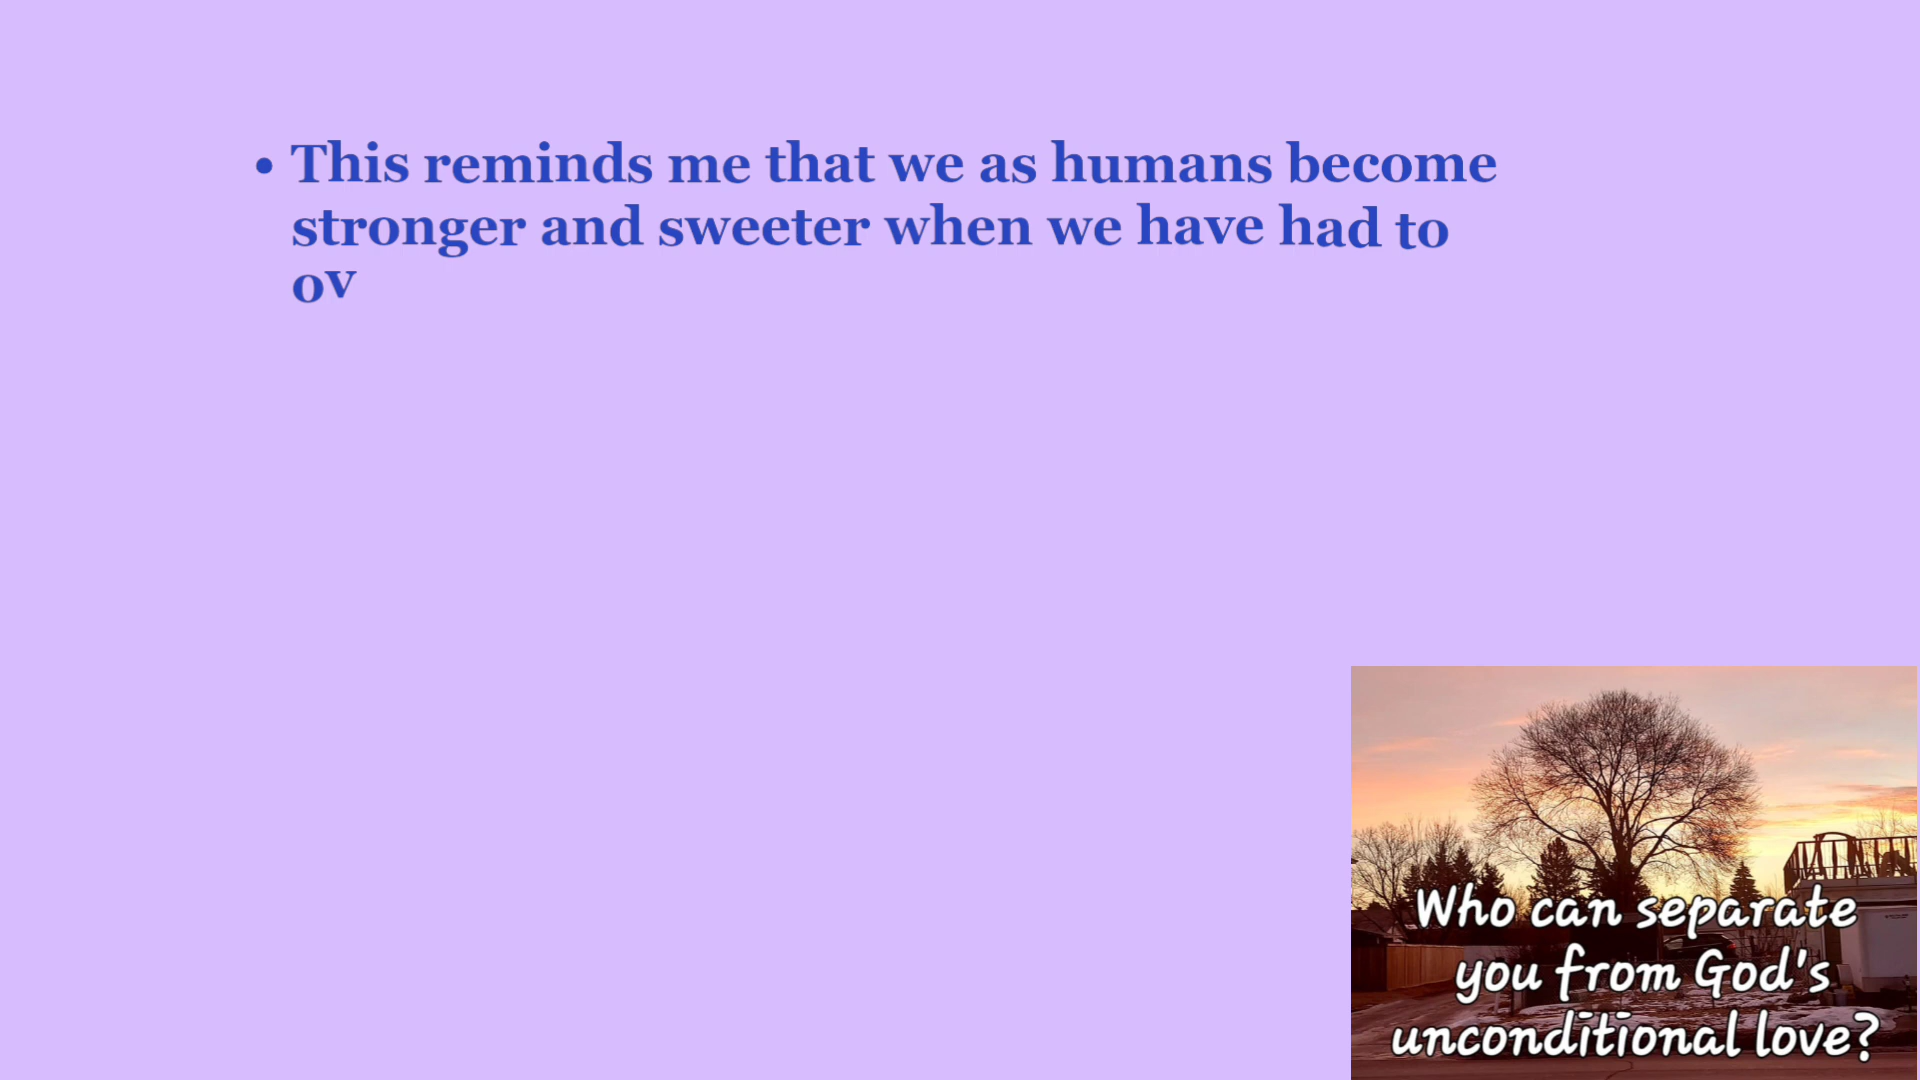 • This reminds me that we as humans become
stronger and sweeter when we have had to
ov
Who can separate
you from God's
unconditional love?